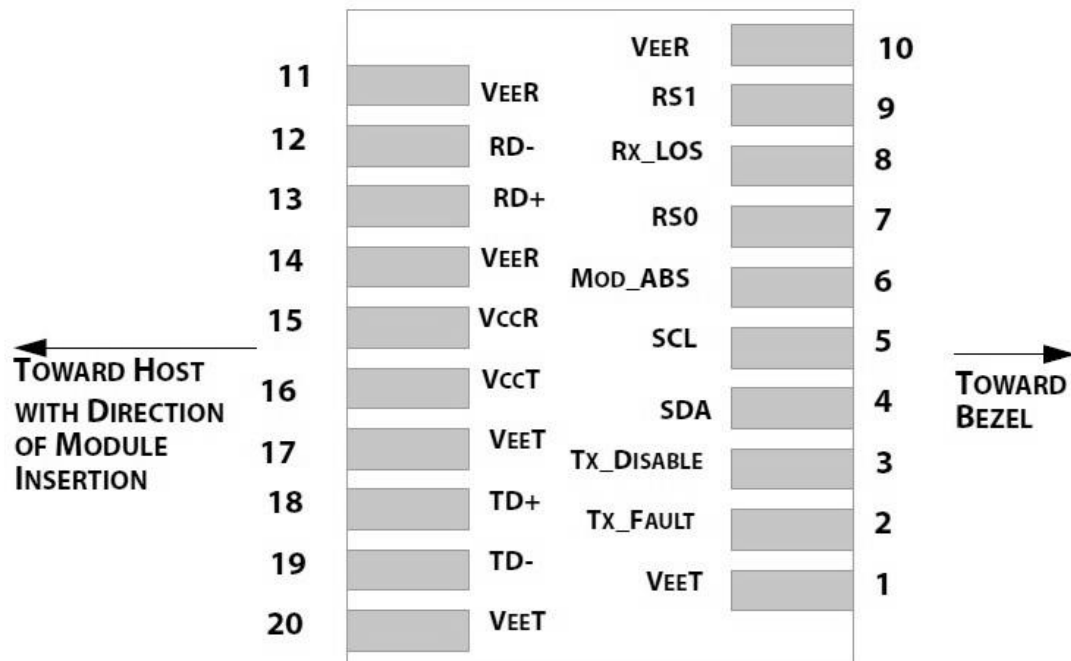 VEER 10
11 VEER
RS1 9
12 RD-
RX_LOS 8
13 RD+
RS0 7
14 VEER
MOD_ABS 6
15 VCCR
SCL 5
TOWARD HOST
WITH DIRECTION
OF MODULE
INSERTION
TOWARD
BEZEL
16 VCCT
SDA 4
17 VEET
TX_DISABLE 3
18 TD+
TX_FAULT 2
19 TD-
VEET 1
20 VEET